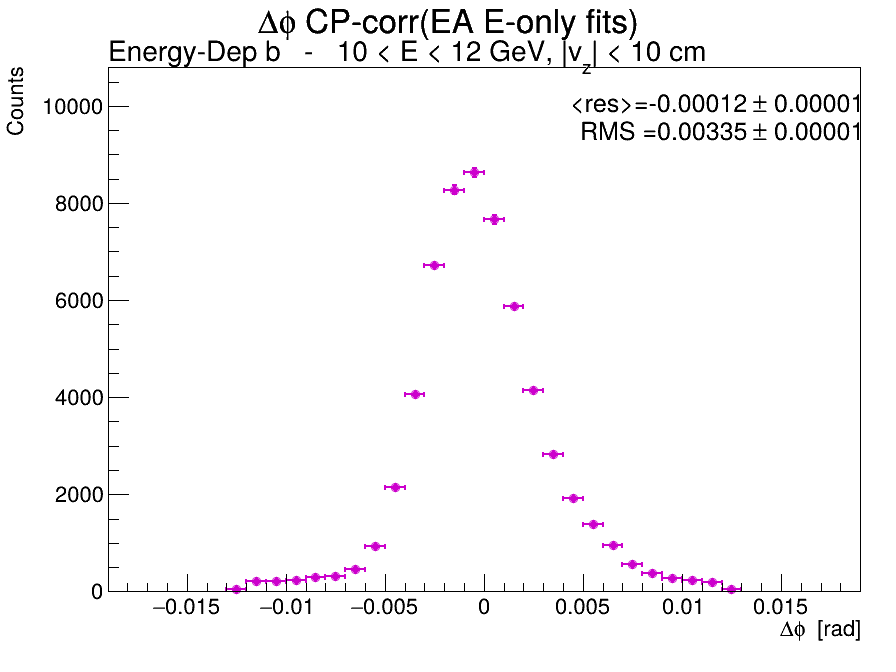 Δϕ CP-corr(EA E-only fits)
Energy-Dep b - 10 < E < 12 GeV, |v_z| < 10 cm
Counts
<res>=-0.00012 ± 0.00001
RMS =0.00335 ± 0.00001
10000
8000
6000
4000
2000
0
−0.015 −0.01 −0.005 0 0.005 0.01 0.015
Δϕ [rad]